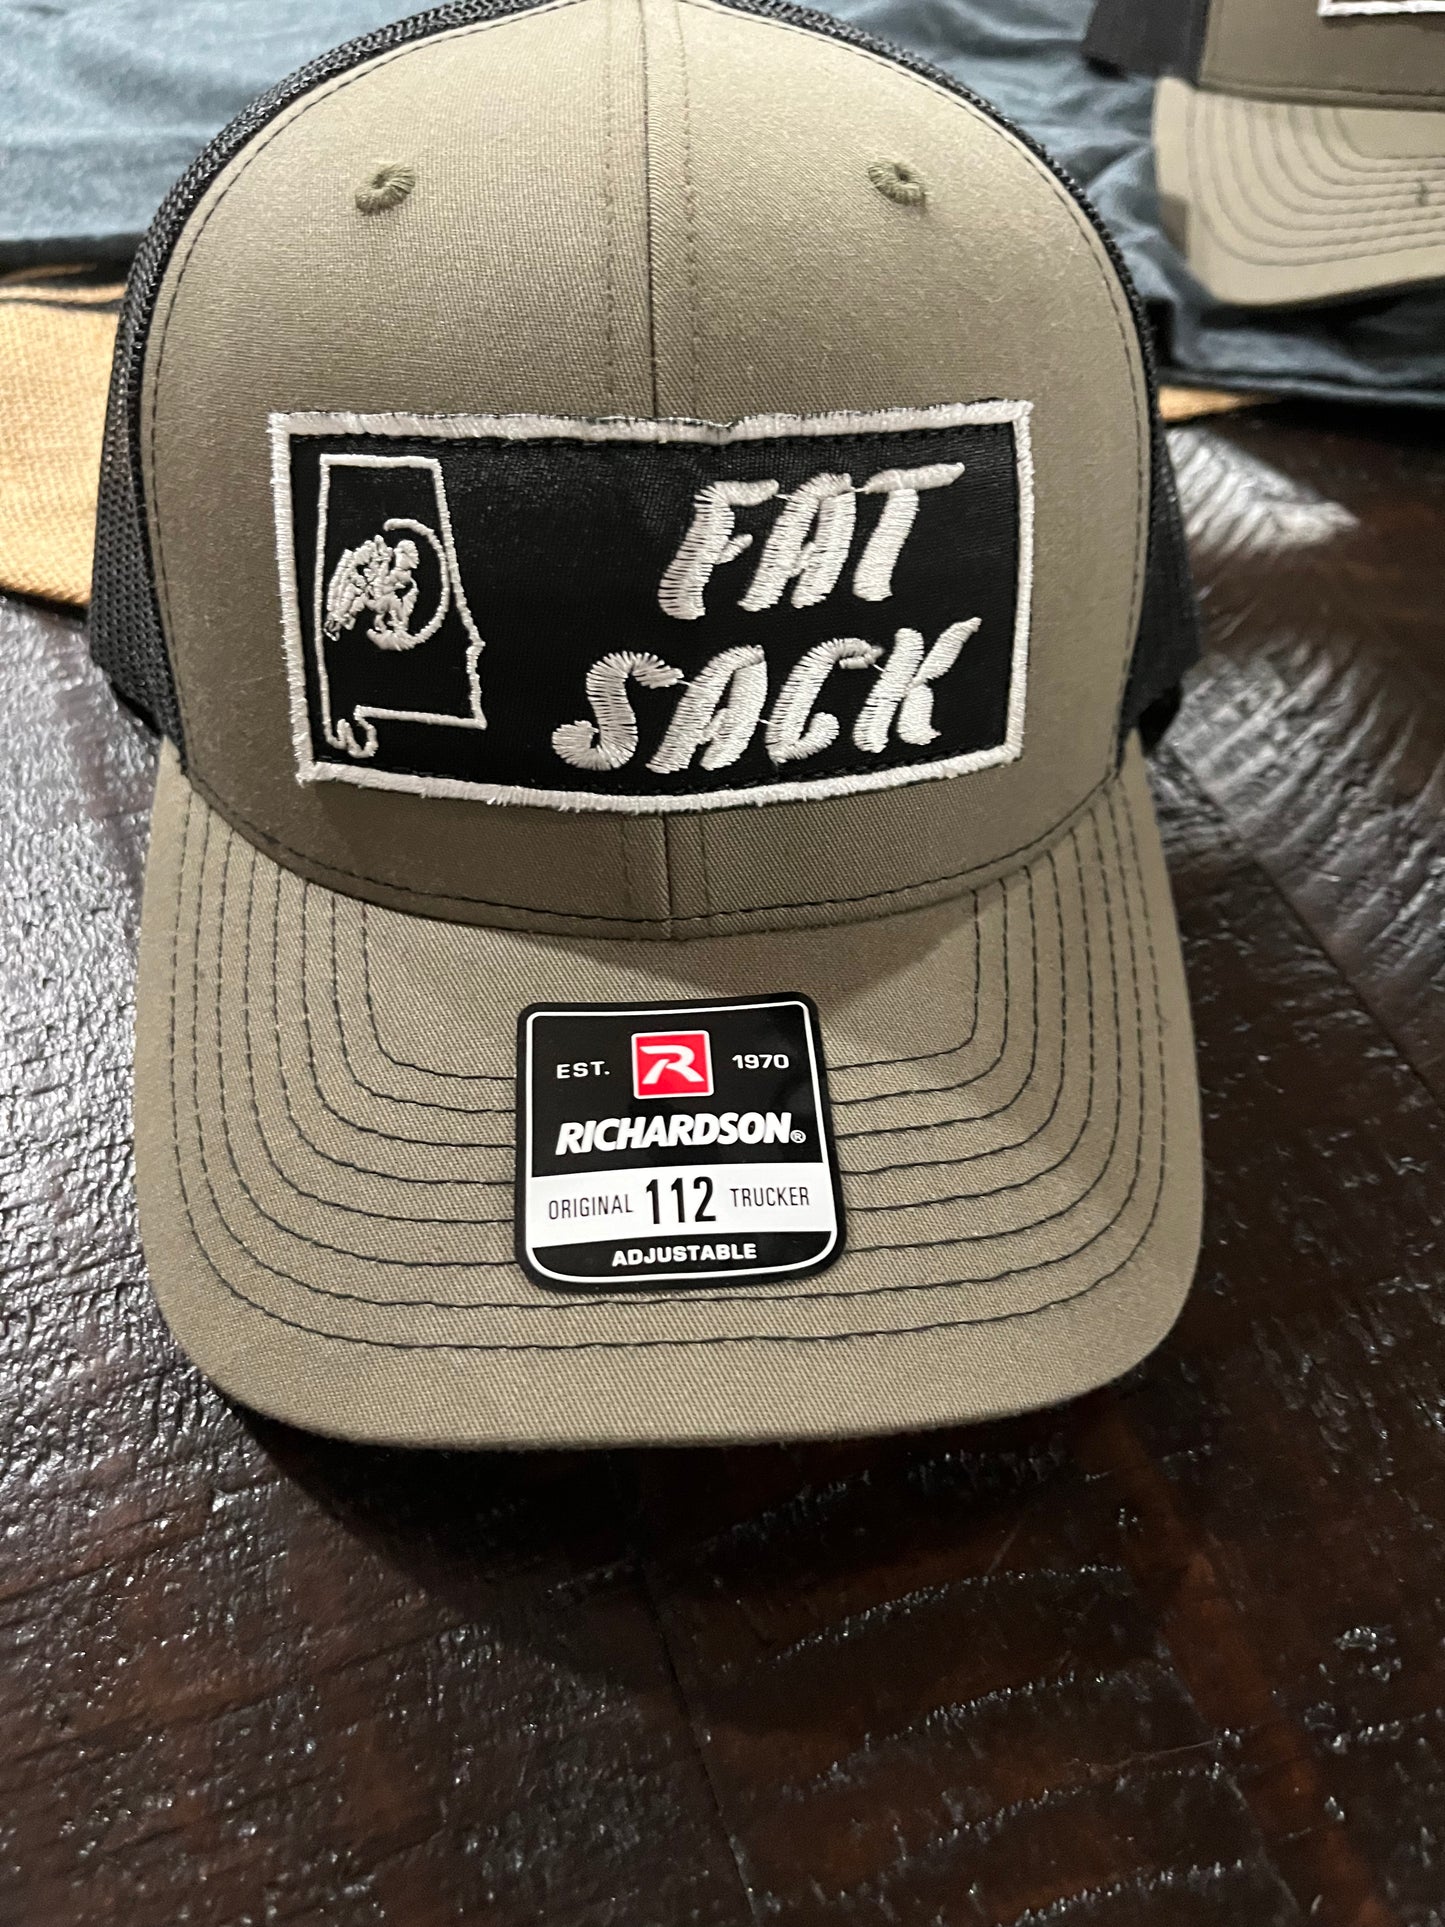 FAT
SACK
EST. R 1970
RICHARDSON®
ORIGINAL 112 TRUCKER
ADJUSTABLE